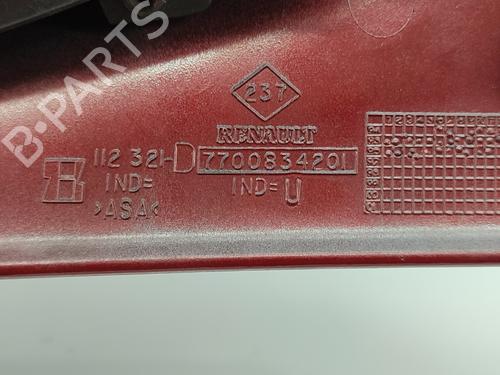 B-PARTS
237
RENAULT
112 321-D 7700834201
IND= IND= U
>ASA<